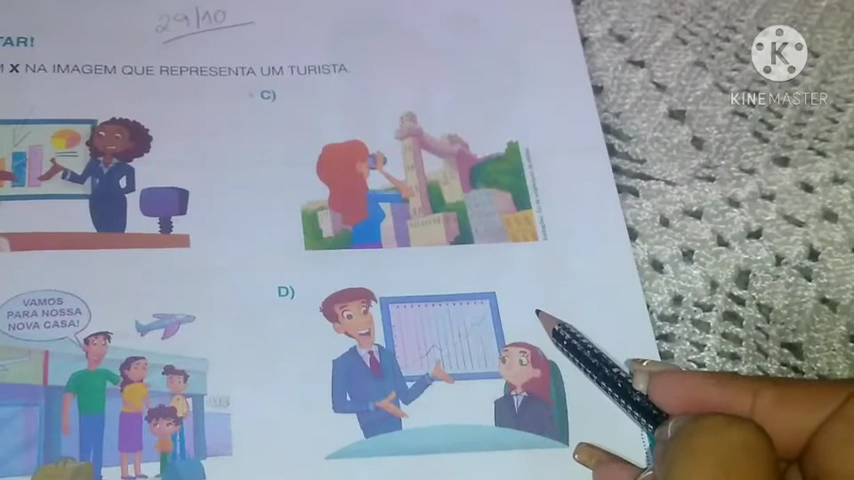 29/10
TAR!
M X NA IMAGEM QUE REPRESENTA UM TURISTA.
C)
D)
VAMOS
PARA NOSSA
NOVA CASA!
K
KINEMASTER